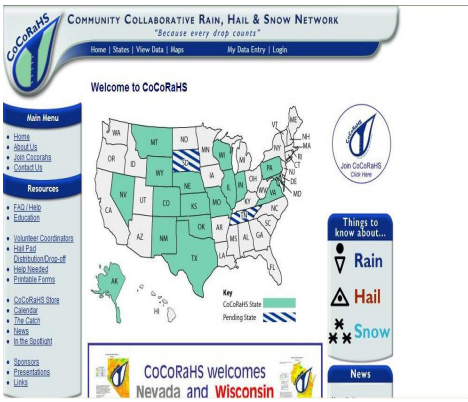 CoCoRaHS
COMMUNITY COLLABORATIVE RAIN, HAIL & SNOW NETWORK
"Because every drop counts"
Home | States | View Data | Maps
My Data Entry | Login
Main Menu
Home
About Us
Join Cocorahs
Contact Us
Resources
FAQ / Help
Education
Volunteer Coordinators
Hail Pad
Distribution/Drop-off
Help Needed
Printable Forms
CoCoRaHS Store
Calendar
The Catch
News
In the Spotlight
Sponsors
Presentations
Links
Welcome to CoCoRaHS
WA
OR
CA
ID
NV
AZ
UT
MT
WY
CO
NM
ND
NE
KS
OK
TX
MN
IA
MO
AR
LA
WI
IL
MS
MI
IN
KY
TN
AL
OH
WV
GA
FL
SC
NC
VA
PA
NY
VT
ME
NH
MA
RI
CT
NJ
DE
MD
AK
HI
Key
CoCoRaHS State
Pending State
CoCoRaHS welcomes
Nevada and Wisconsin
Join CoCoRaHS
Click Here
Things to
know about...
Rain
Hail
Snow
News